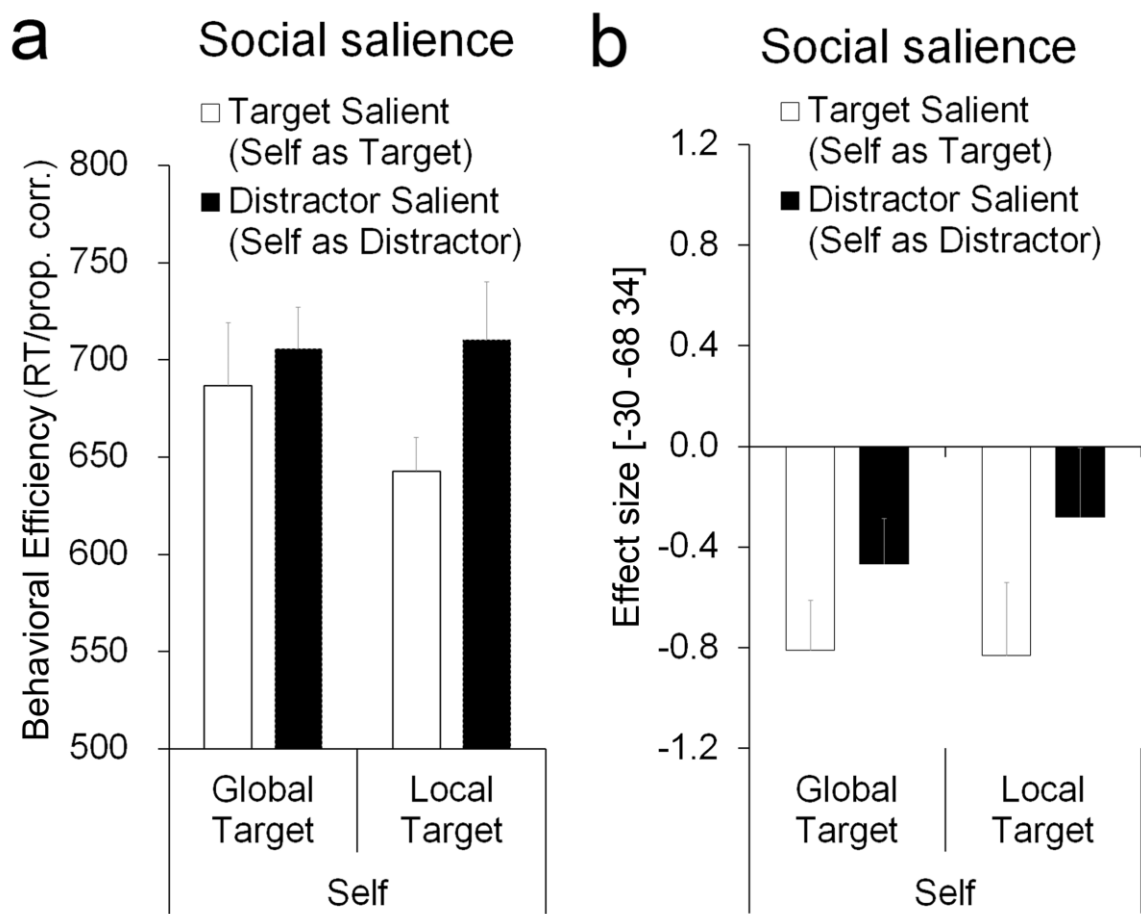 a
Social salience
Target Salient
(Self as Target)
Distractor Salient
(Self as Distractor)
Behavioral Efficiency (RT/prop. corr.)
800
750
700
650
600
550
500
Global
Target
Local
Target
Self
b
Social salience
Target Salient
(Self as Target)
Distractor Salient
(Self as Distractor)
Effect size [-30 -68 34]
1.2
0.8
0.4
0.0
-0.4
-0.8
-1.2
Global
Target
Local
Target
Self